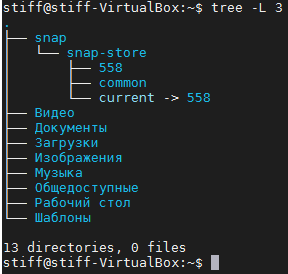 stiff@stiff-VirtualBox:~$ tree -L 3
.
├── snap
│   └── snap-store
│       ├── 558
│       ├── common
│       └── current -> 558
├── Видео
├── Документы
├── Загрузки
├── Изображения
├── Музыка
├── Общедоступные
├── Рабочий стол
└── Шаблоны

13 directories, 0 files
stiff@stiff-VirtualBox:~$